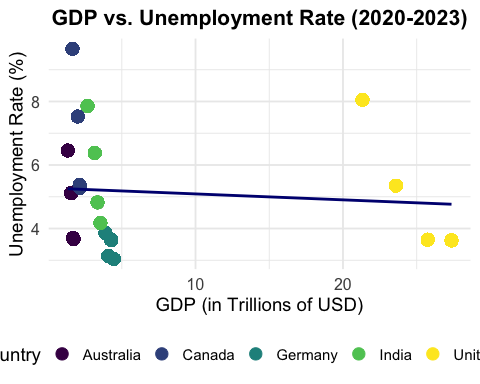 GDP vs. Unemployment Rate (2020-2023)
Unemployment Rate (%)
8
6
4
10 20
GDP (in Trillions of USD)
untry Australia Canada Germany India Unit